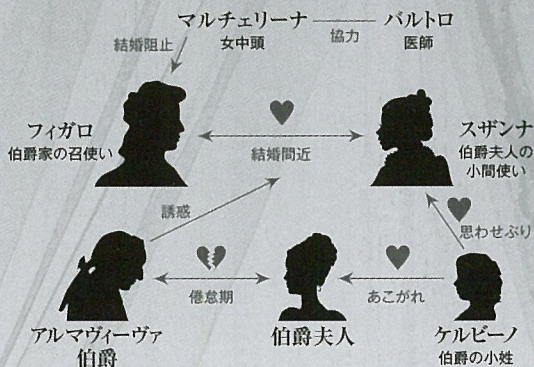 マルチェリーナ
女中頭
協力
バルトロ
医師
結婚阻止
フィガロ
伯爵家の召使い
結婚間近
スザンナ
伯爵夫人の
小間使い
誘惑
思わせぶり
倦怠期
あこがれ
アルマヴィーヴァ
伯爵
伯爵夫人
ケルビーノ
伯爵の小姓